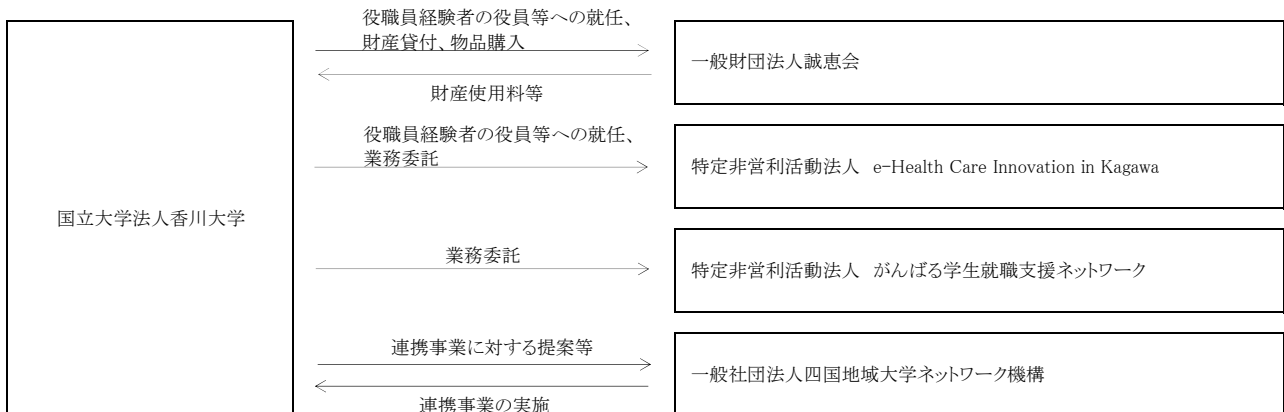 役職員経験者の役員等への就任、
財産貸付、物品購入
一般財団法人誠恵会
財産使用料等
役職員経験者の役員等への就任、
業務委託
特定非営利活動法人　e-Health Care Innovation in Kagawa
国立大学法人香川大学
業務委託
特定非営利活動法人　がんばる学生就職支援ネットワーク
連携事業に対する提案等
一般社団法人四国地域大学ネットワーク機構
連携事業の実施